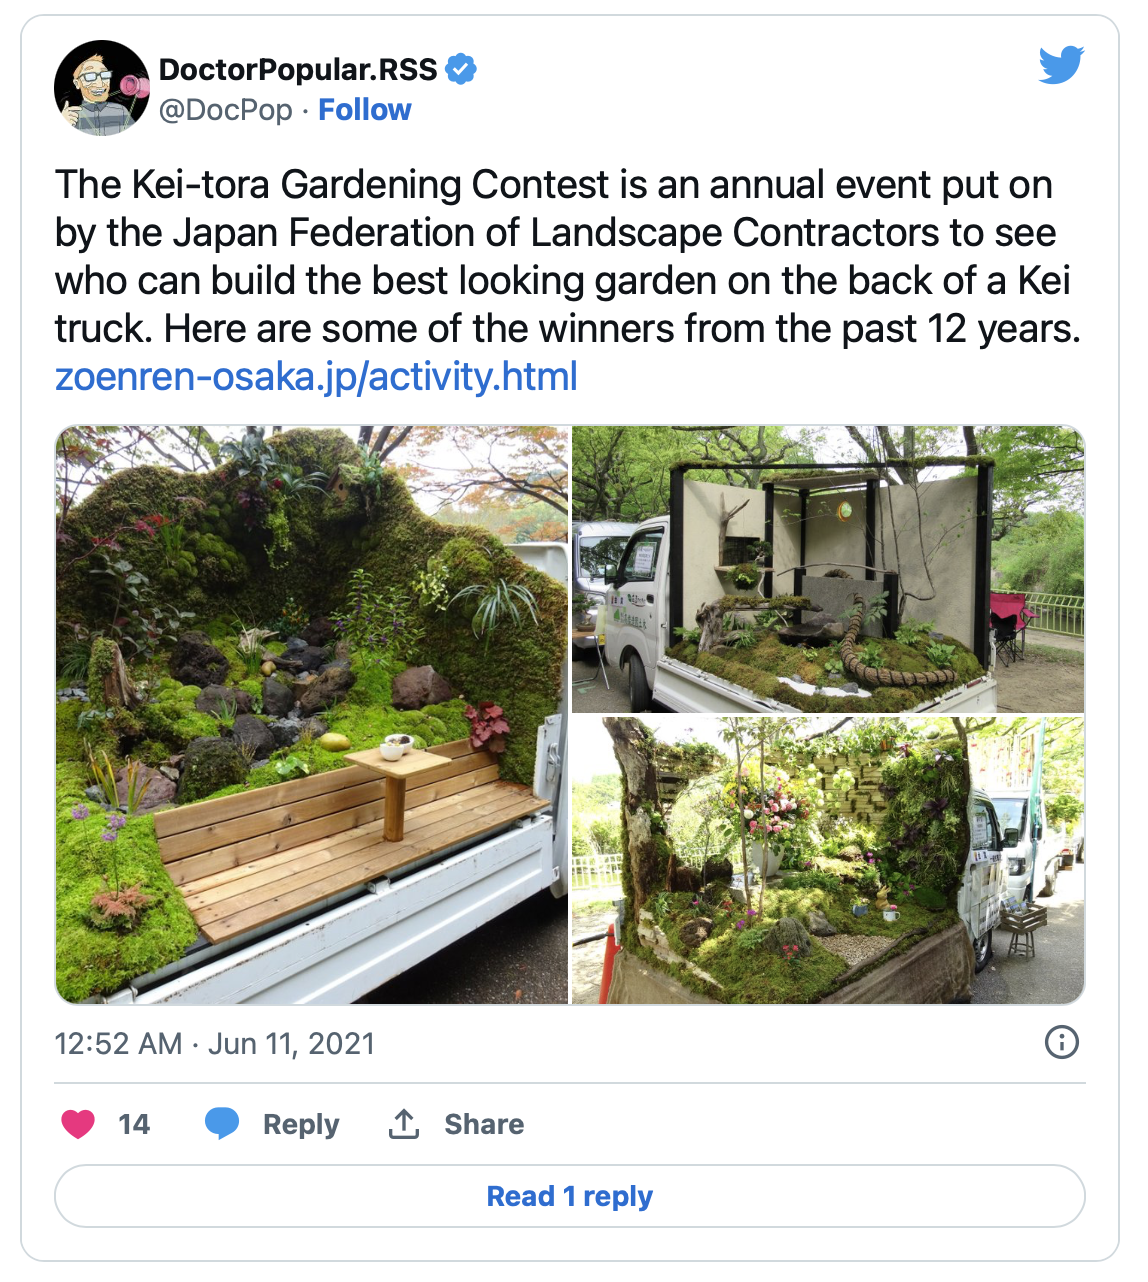 DoctorPopular.RSS
@DocPop · Follow
The Kei-tora Gardening Contest is an annual event put on
by the Japan Federation of Landscape Contractors to see
who can build the best looking garden on the back of a Kei
truck. Here are some of the winners from the past 12 years.
zoenren-osaka.jp/activity.html
12:52 AM · Jun 11, 2021
14 Reply Share
Read 1 reply